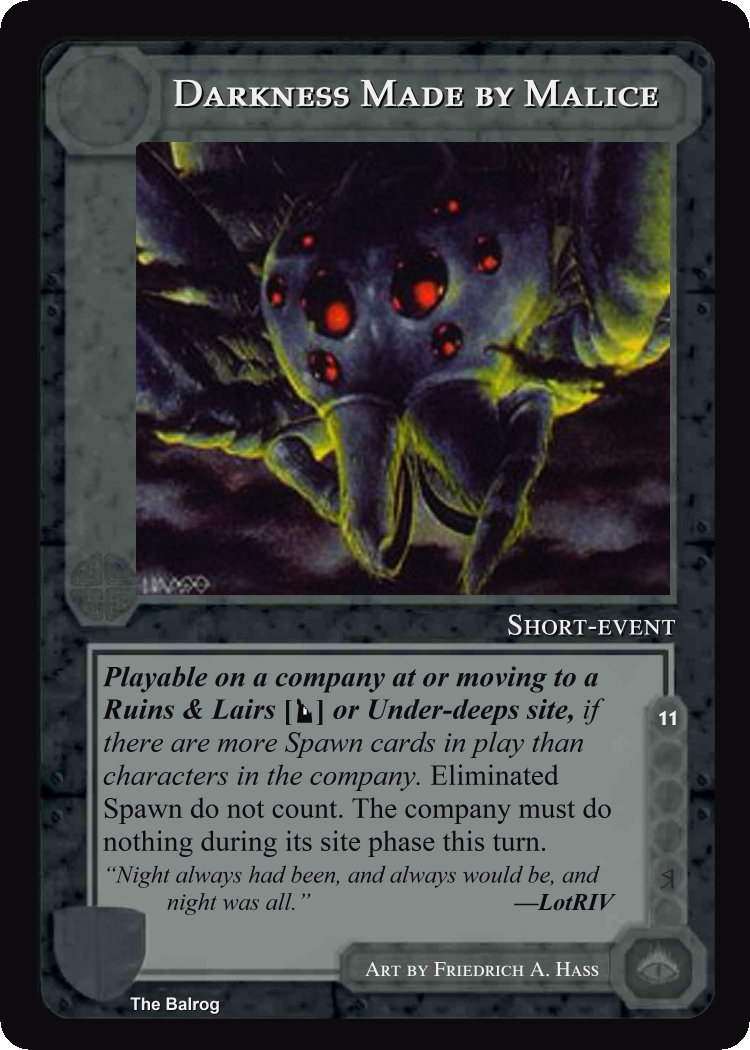 Darkness Made by Malice
Short-event
Playable on a company at or moving to a
Ruins & Lairs [] or Under-deeps site, if
there are more Spawn cards in play than
characters in the company. Eliminated
Spawn do not count. The company must do
nothing during its site phase this turn.
“Night always had been, and always would be, and
night was all.” —LotRIV
11
Art by Friedrich A. Hass
The Balrog